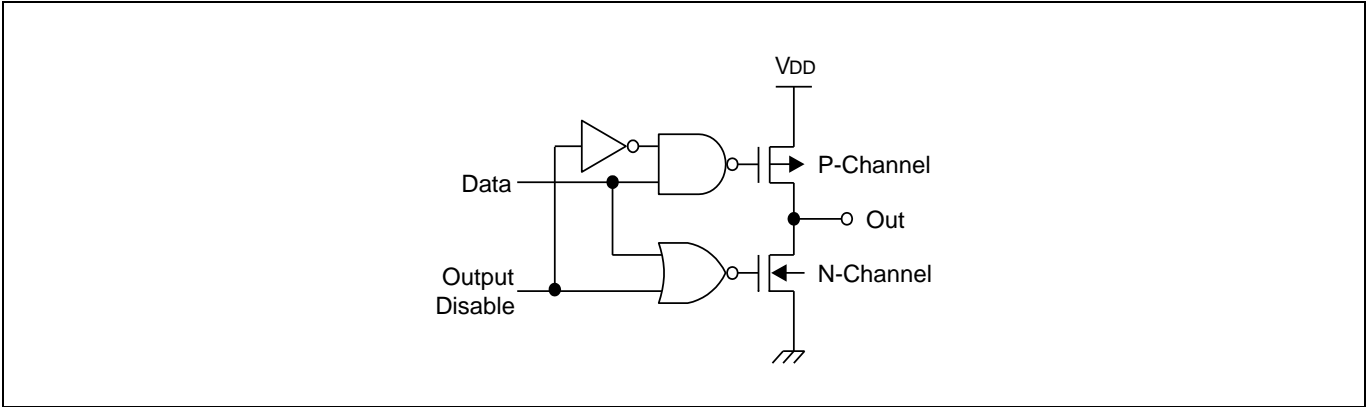 VDD
P-Channel
Data
Out
Output
Disable
N-Channel